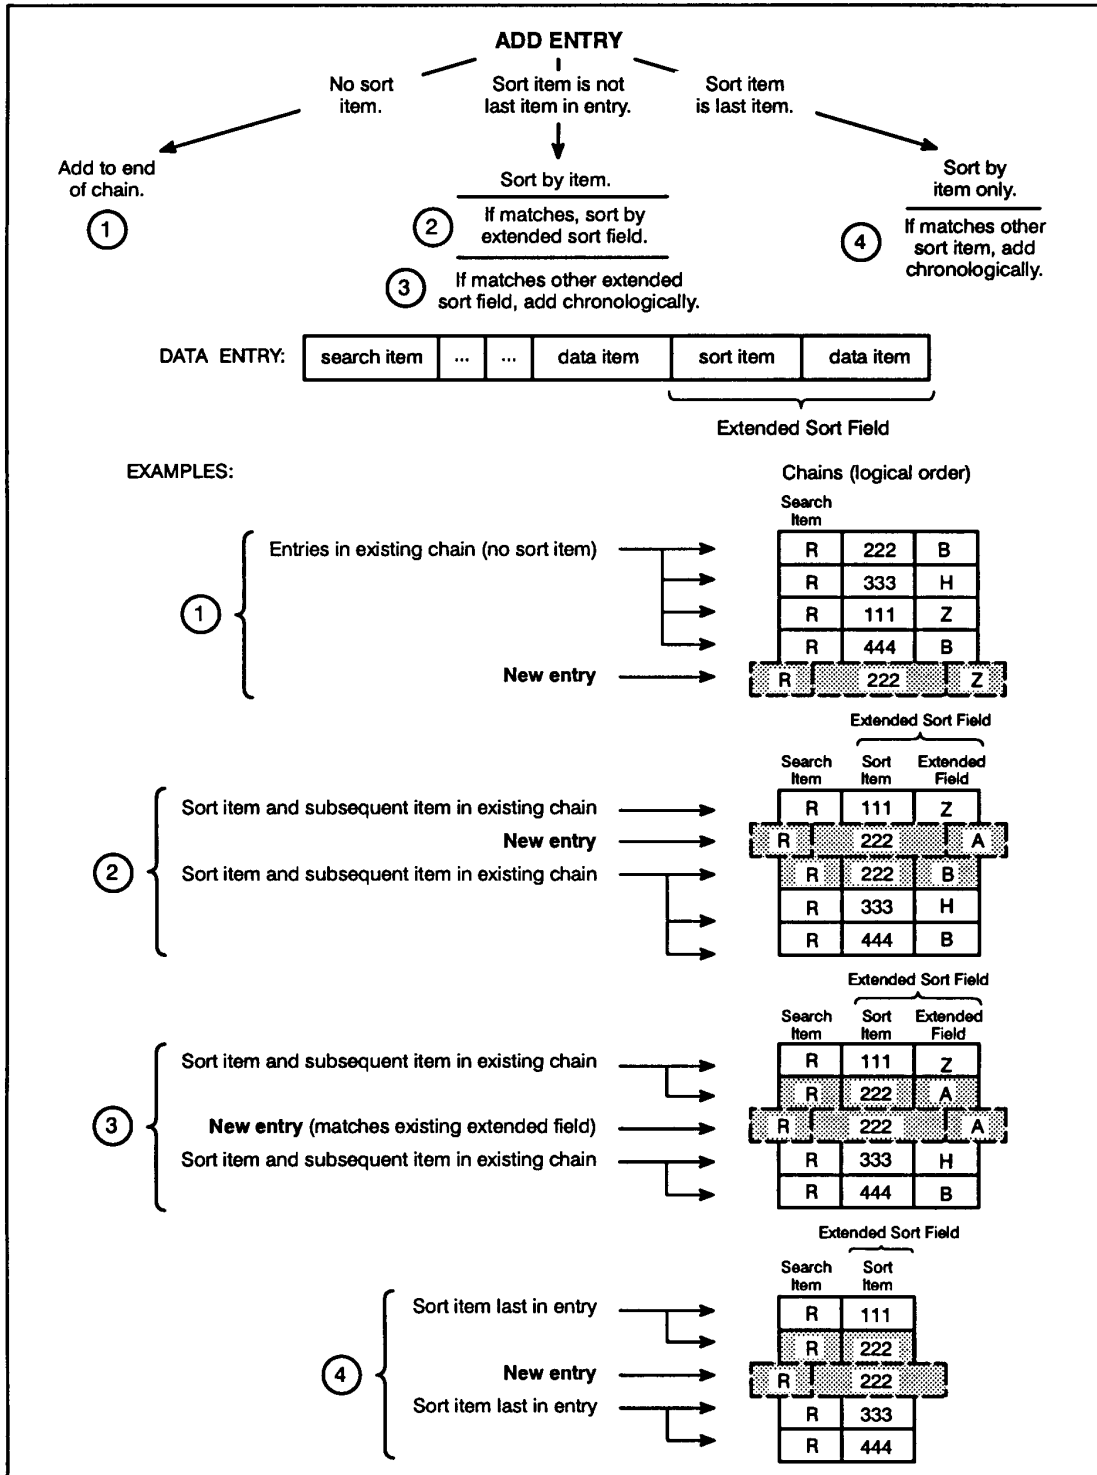 ADD ENTRY
No sort
item.
Sort item is not
last item in entry.
Sort item
is last item.
Add to end
of chain.
1
Sort by item.
2
If matches, sort by
extended sort field.
3
If matches other extended
sort field, add chronologically.
Sort by
item only.
4
If matches other
sort item, add
chronologically.
DATA ENTRY:
search item ... ... data item sort item data item
Extended Sort Field
EXAMPLES:
Chains (logical order)
Search
Item
1
Entries in existing chain (no sort item)
R 222 B
R 333 H
R 111 Z
R 444 B
New entry
R 222 Z
Extended Sort Field
Search Sort Extended
Item Item Field
2
Sort item and subsequent item in existing chain
R 111 Z
New entry
R 222 A
Sort item and subsequent item in existing chain
R 222 B
R 333 H
R 444 B
Extended Sort Field
Search Sort Extended
Item Item Field
3
Sort item and subsequent item in existing chain
R 111 Z
R 222 A
New entry (matches existing extended field)
R 222 A
Sort item and subsequent item in existing chain
R 333 H
R 444 B
Extended Sort Field
Search Sort
Item Item
4
Sort item last in entry
R 111
R 222
New entry
R 222
Sort item last in entry
R 333
R 444